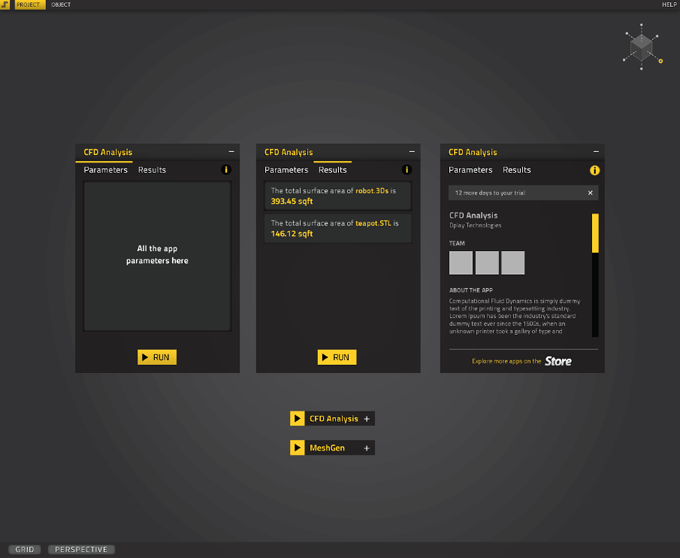 PROJECT OBJECT HELP
CFD Analysis
Parameters Results
All the app
parameters here
RUN
CFD Analysis
Parameters Results
The total surface area of robot.3Ds is
393.45 sqft
The total surface area of teapot.STL is
146.12 sqft
RUN
CFD Analysis
Parameters Results
12 more days to your trial
CFD Analysis
Dplay Technologies
TEAM
ABOUT THE APP
Computational Fluid Dynamics is simply dummy
text of the printing and typesetting industry.
Lorem Ipsum has been the industry's standard
dummy text ever since the 1500s, when an
unknown printer took a galley of type and
Explore more apps on the Store
CFD Analysis +
MeshGen +
GRID PERSPECTIVE